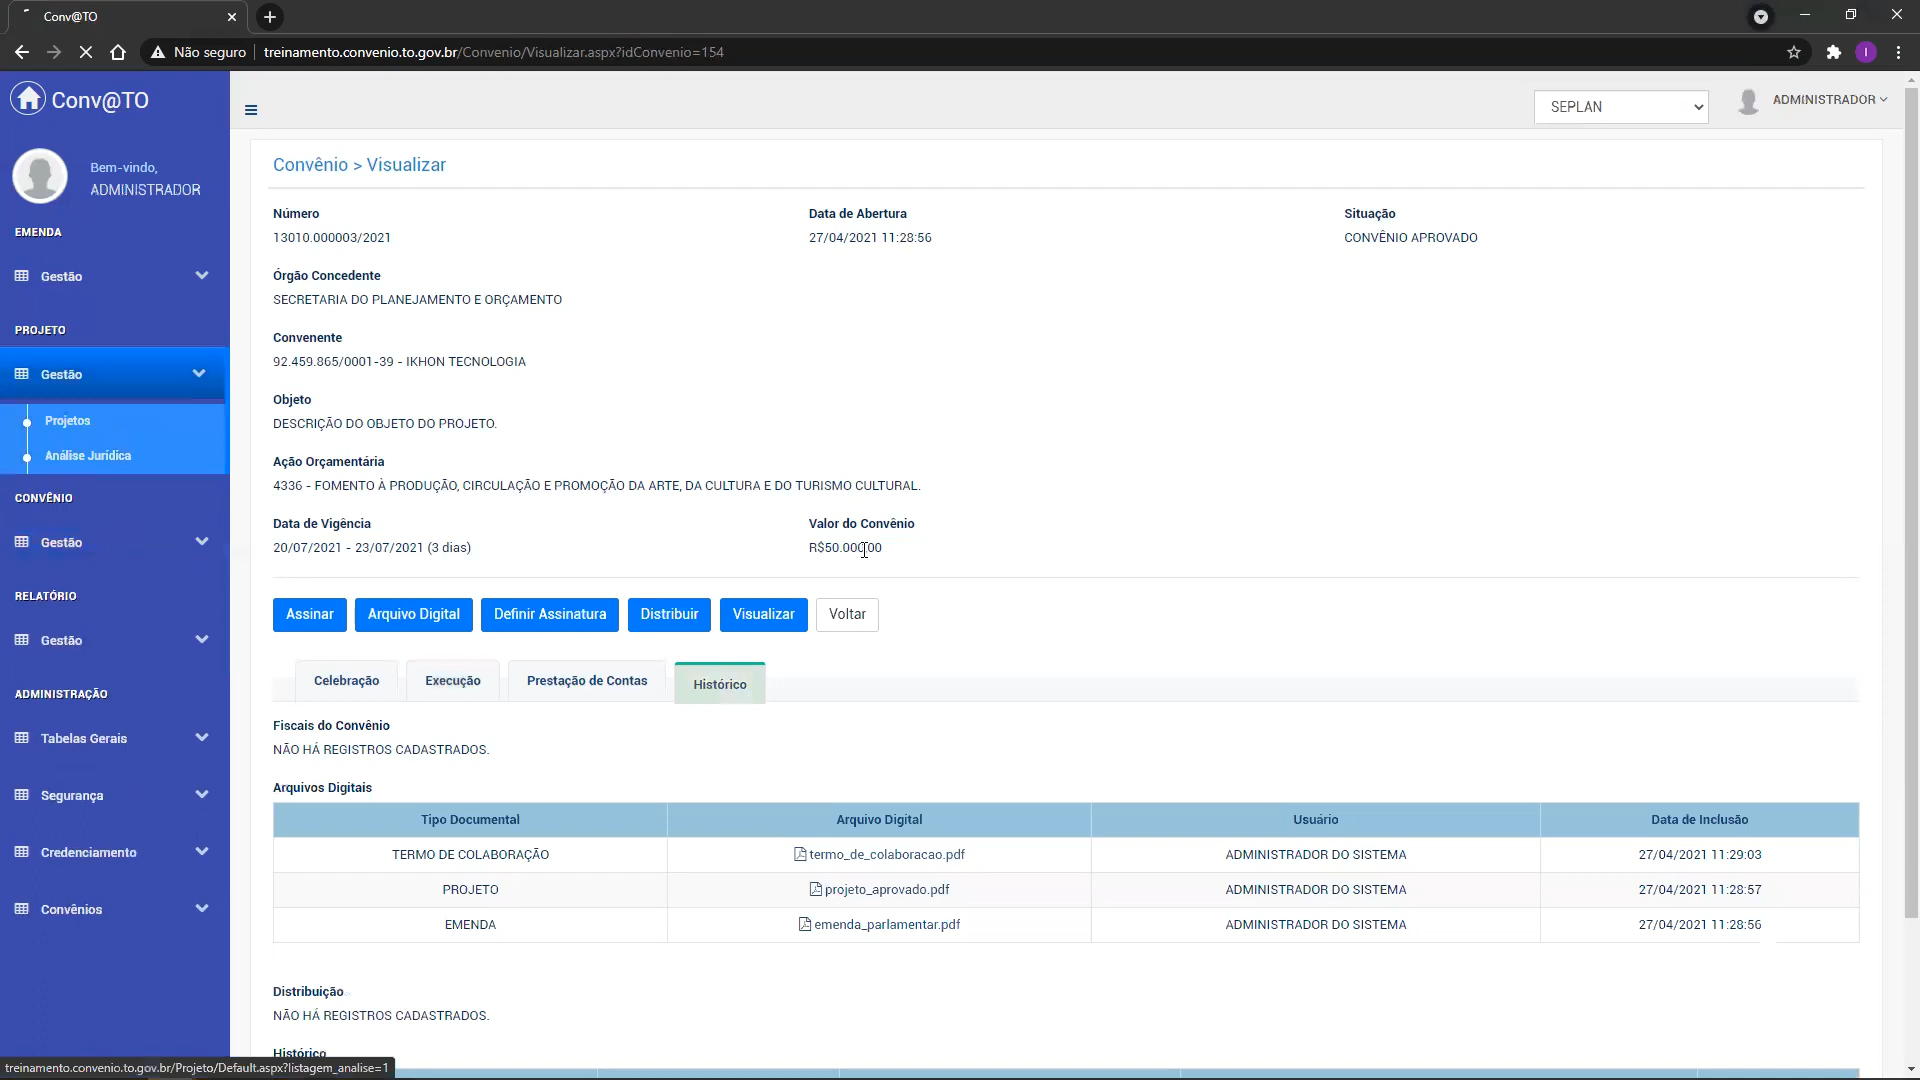 Conv@TO
Não seguro
treinamento.convenio.to.gov.br/Convenio/Visualizar.aspx?idConvenio=154
I
Conv@TO
SEPLAN
ADMINISTRADOR
Bem-vindo,
ADMINISTRADOR
EMENDA
Gestão
PROJETO
Gestão
Projetos
Análise Jurídica
CONVÊNIO
Gestão
RELATÓRIO
Gestão
ADMINISTRAÇÃO
Tabelas Gerais
Segurança
Credenciamento
Convênios
Convênio > Visualizar
Número Data de Abertura Situação
13010.000003/2021 27/04/2021 11:28:56 CONVÊNIO APROVADO
Órgão Concedente
SECRETARIA DO PLANEJAMENTO E ORÇAMENTO
Convenente
92.459.865/0001-39 - IKHON TECNOLOGIA
Objeto
DESCRIÇÃO DO OBJETO DO PROJETO.
Ação Orçamentária
4336 - FOMENTO À PRODUÇÃO, CIRCULAÇÃO E PROMOÇÃO DA ARTE, DA CULTURA E DO TURISMO CULTURAL.
Data de Vigência Valor do Convênio
20/07/2021 - 23/07/2021 (3 dias) R$50.000,00
Assinar Arquivo Digital Definir Assinatura Distribuir Visualizar Voltar
Celebração Execução Prestação de Contas Histórico
Fiscais do Convênio
NÃO HÁ REGISTROS CADASTRADOS.
Arquivos Digitais
Tipo Documental Arquivo Digital Usuário Data de Inclusão
TERMO DE COLABORAÇÃO termo_de_colaboracao.pdf ADMINISTRADOR DO SISTEMA 27/04/2021 11:29:03
PROJETO projeto_aprovado.pdf ADMINISTRADOR DO SISTEMA 27/04/2021 11:28:57
EMENDA emenda_parlamentar.pdf ADMINISTRADOR DO SISTEMA 27/04/2021 11:28:56
Distribuição
NÃO HÁ REGISTROS CADASTRADOS.
Histórico
treinamento.convenio.to.gov.br/Projeto/Default.aspx?listagem_analise=1